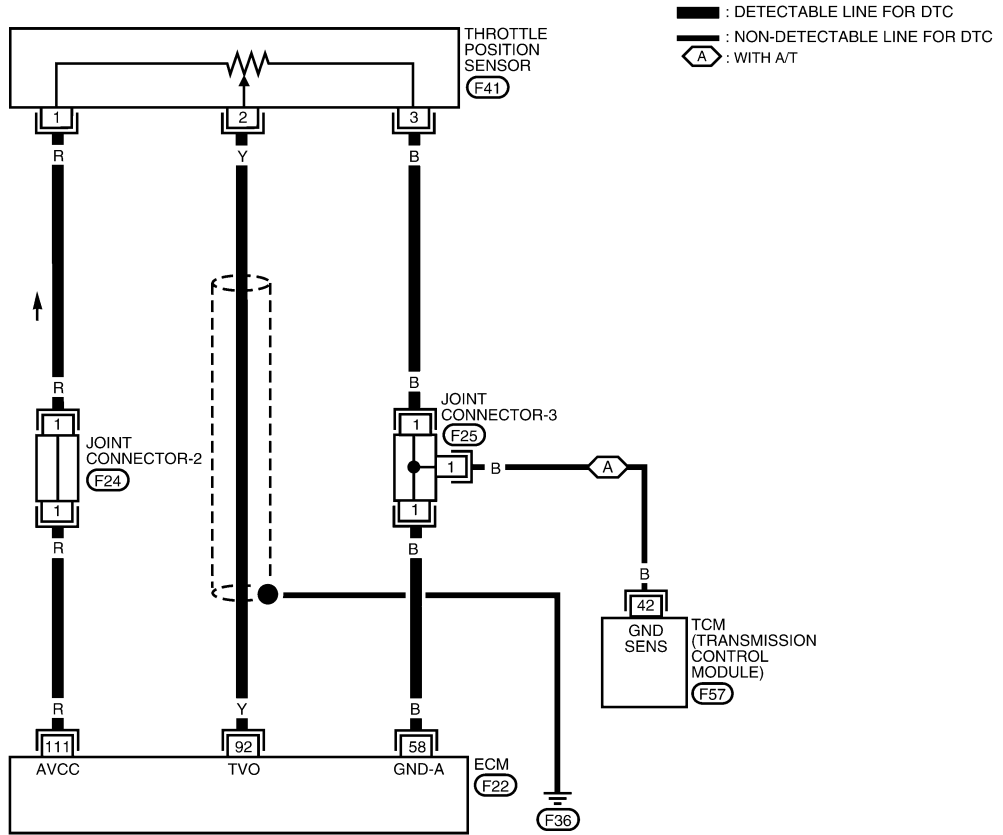 : DETECTABLE LINE FOR DTC
: NON-DETECTABLE LINE FOR DTC
A : WITH A/T
THROTTLE
POSITION
SENSOR
F41
1 2 3
R Y B
R B
1 1
JOINT
CONNECTOR-2
F24
JOINT
CONNECTOR-3
F25
1 B A
1 1
R B
B
42
GND
SENS
TCM
(TRANSMISSION
CONTROL
MODULE)
F57
R Y B
111 92 58
AVCC TVO GND-A
ECM
F22
F36